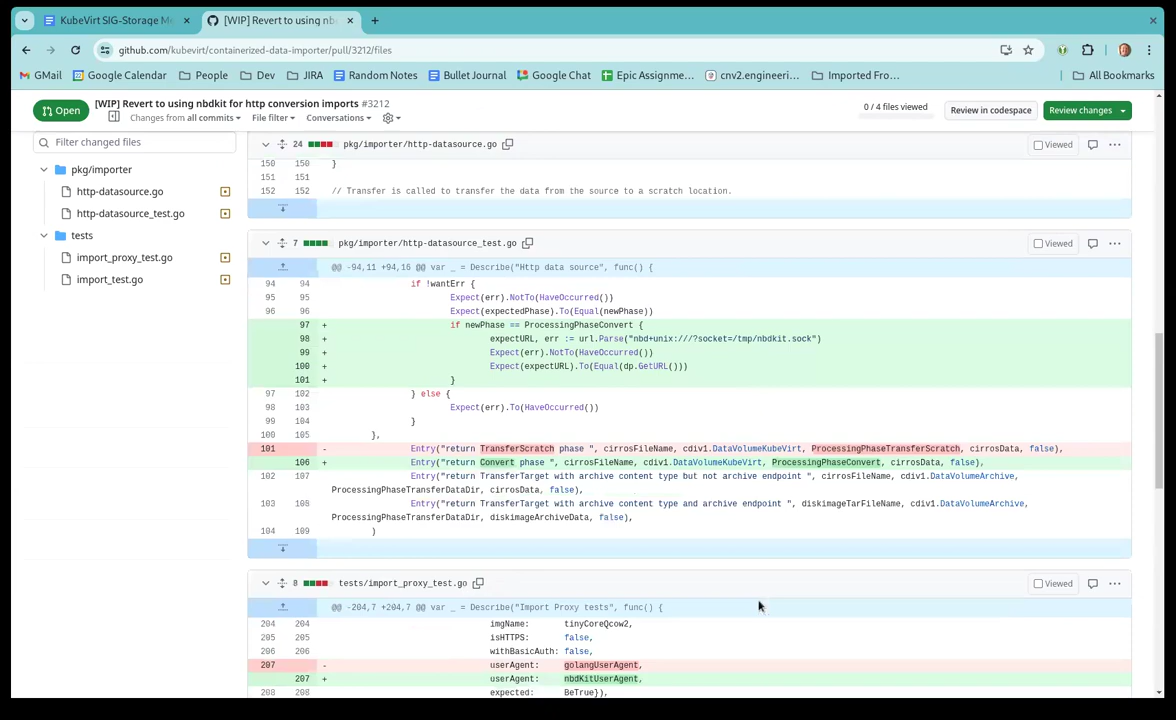 KubeVirt SIG-Storage Me
[WIP] Revert to using nb
github.com/kubevirt/containerized-data-importer/pull/3212/files
GMail
Google Calendar
People
Dev
JIRA
Random Notes
Bullet Journal
Google Chat
Epic Assignme...
cnv2.engineeri...
Imported Fro...
All Bookmarks
Open
[WIP] Revert to using nbdkit for http conversion imports #3212
Changes from all commits
File filter
Conversations
0 / 4 files viewed
Review in codespace
Review changes
Filter changed files
pkg/importer
http-datasource.go
http-datasource_test.go
tests
import_proxy_test.go
import_test.go
24 pkg/importer/http-datasource.go
Viewed
150 150 }
151 151
152 152 // Transfer is called to transfer the data from the source to a scratch location.
7 pkg/importer/http-datasource_test.go
Viewed
@@ -94,11 +94,16 @@ var _ = Describe("Http data source", func() {
94 94 if !wantErr {
95 95 Expect(err).NotTo(HaveOccurred())
96 96 Expect(expectedPhase).To(Equal(newPhase))
97 + if newPhase == ProcessingPhaseConvert {
98 + expectURL, err := url.Parse("nbd+unix:///?socket=/tmp/nbdkit.sock")
99 + Expect(err).NotTo(HaveOccurred())
100 + Expect(expectURL).To(Equal(dp.GetURL()))
101 + }
97 102 } else {
98 103 Expect(err).To(HaveOccurred())
99 104 }
100 105 },
101 - Entry("return TransferScratch phase ", cirrosFileName, cdiv1.DataVolumeKubeVirt, ProcessingPhaseTransferScratch, cirrosData, false),
106 + Entry("return Convert phase ", cirrosFileName, cdiv1.DataVolumeKubeVirt, ProcessingPhaseConvert, cirrosData, false),
102 107 Entry("return TransferTarget with archive content type but not archive endpoint ", cirrosFileName, cdiv1.DataVolumeArchive,
ProcessingPhaseTransferDataDir, cirrosData, false),
103 108 Entry("return TransferTarget with archive content type and archive endpoint ", diskimageTarFileName, cdiv1.DataVolumeArchive,
ProcessingPhaseTransferDataDir, diskimageArchiveData, false),
104 109 )
8 tests/import_proxy_test.go
Viewed
@@ -204,7 +204,7 @@ var _ = Describe("Import Proxy tests", func() {
204 204 imgName: tinyCoreQcow2,
205 205 isHTTPS: false,
206 206 withBasicAuth: false,
207 - userAgent: golangUserAgent,
207 + userAgent: nbdKitUserAgent,
208 208 expected: BeTrue}),